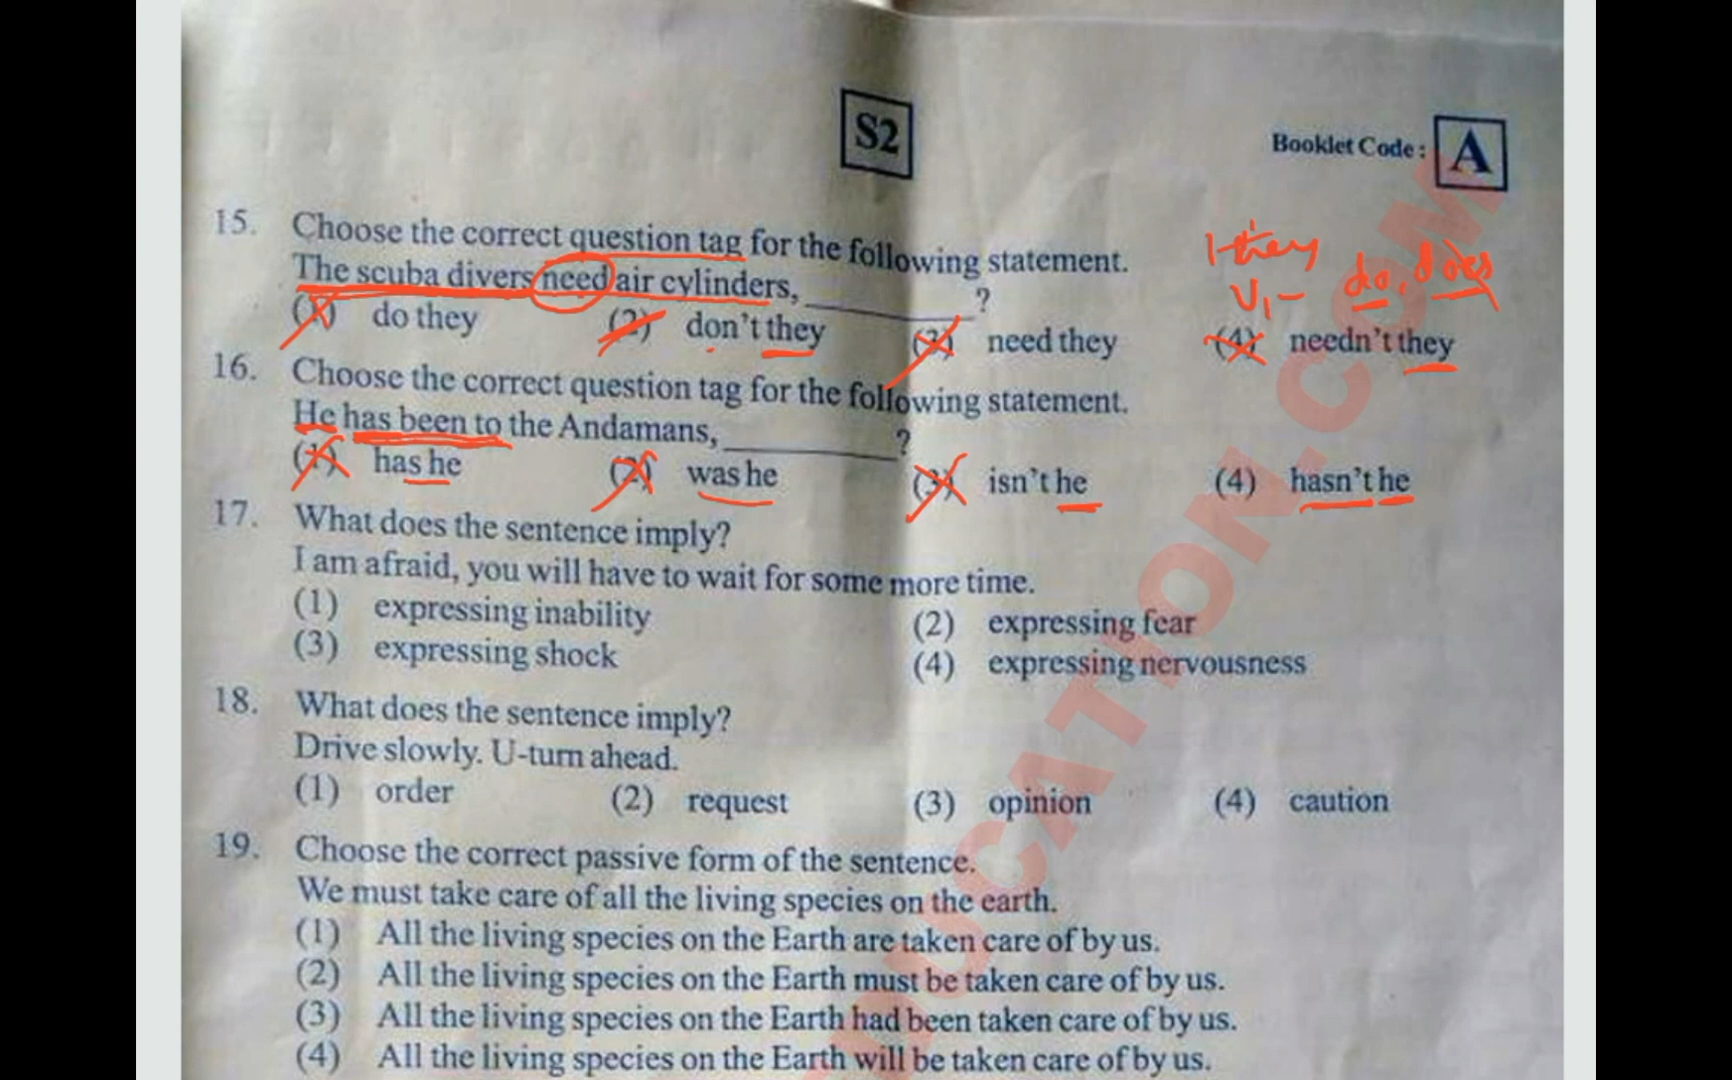 S2
Booklet Code : A
15. Choose the correct question tag for the following statement.
The scuba divers need air cylinders, ________?
(1) do they (2) don't they (3) need they (4) needn't they
they
V1 - do, does
16. Choose the correct question tag for the following statement.
He has been to the Andamans, ________?
(1) has he (2) was he (3) isn't he (4) hasn't he
17. What does the sentence imply?
I am afraid, you will have to wait for some more time.
(1) expressing inability (2) expressing fear
(3) expressing shock (4) expressing nervousness
18. What does the sentence imply?
Drive slowly. U-turn ahead.
(1) order (2) request (3) opinion (4) caution
19. Choose the correct passive form of the sentence.
We must take care of all the living species on the earth.
(1) All the living species on the Earth are taken care of by us.
(2) All the living species on the Earth must be taken care of by us.
(3) All the living species on the Earth had been taken care of by us.
(4) All the living species on the Earth will be taken care of by us.
UCATION.COM